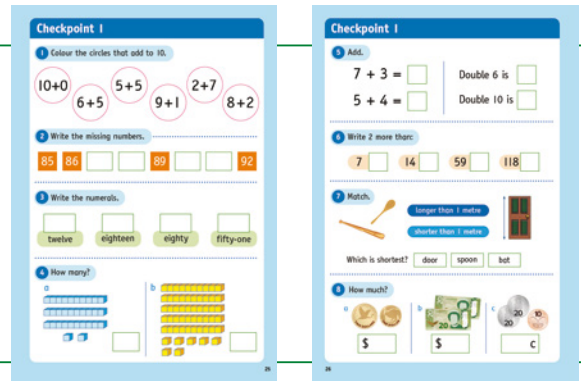 Checkpoint 1
1 Colour the circles that add to 10.
10+0
6+5
5+5
9+1
2+7
8+2
2 Write the missing numbers.
85 86 89 92
3 Write the numerals.
twelve eighteen eighty fifty-one
4 How many?
a b
25
Checkpoint 1
5 Add.
7 + 3 =
Double 6 is
5 + 4 =
Double 10 is
6 Write 2 more than:
7 14 59 118
7 Match.
longer than 1 metre
shorter than 1 metre
Which is shortest? door spoon bat
8 How much?
a b c
20
20
20
10
$ $ c
26